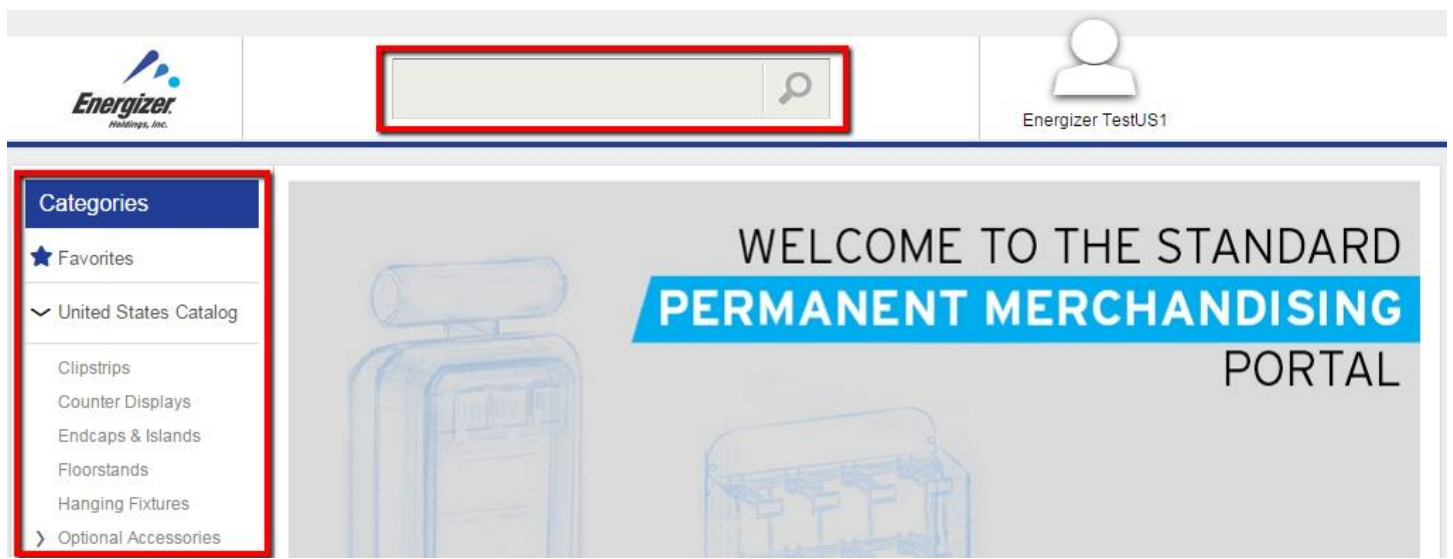 Energizer.
Holdings, Inc.
Energizer TestUS1
Categories
Favorites
United States Catalog
Clipstrips
Counter Displays
Endcaps & Islands
Floorstands
Hanging Fixtures
Optional Accessories
WELCOME TO THE STANDARD
PERMANENT MERCHANDISING
PORTAL